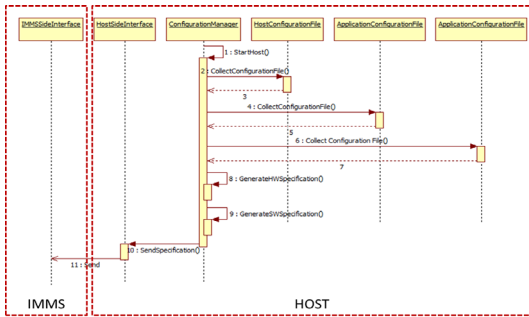 IMMSSideInterface
HostSideInterface
ConfigurationManager
HostConfigurationFile
ApplicationConfigurationFile
ApplicationConfigurationFile
1 : StartHost()
2 : CollectConfigurationFile()
3
4 : CollectConfigurationFile()
5
6 : Collect Configuration File()
7
8 : GenerateHWSpecification()
9 : GenerateSWSpecification()
10 : SendSpecification()
11 : Send
IMMS
HOST